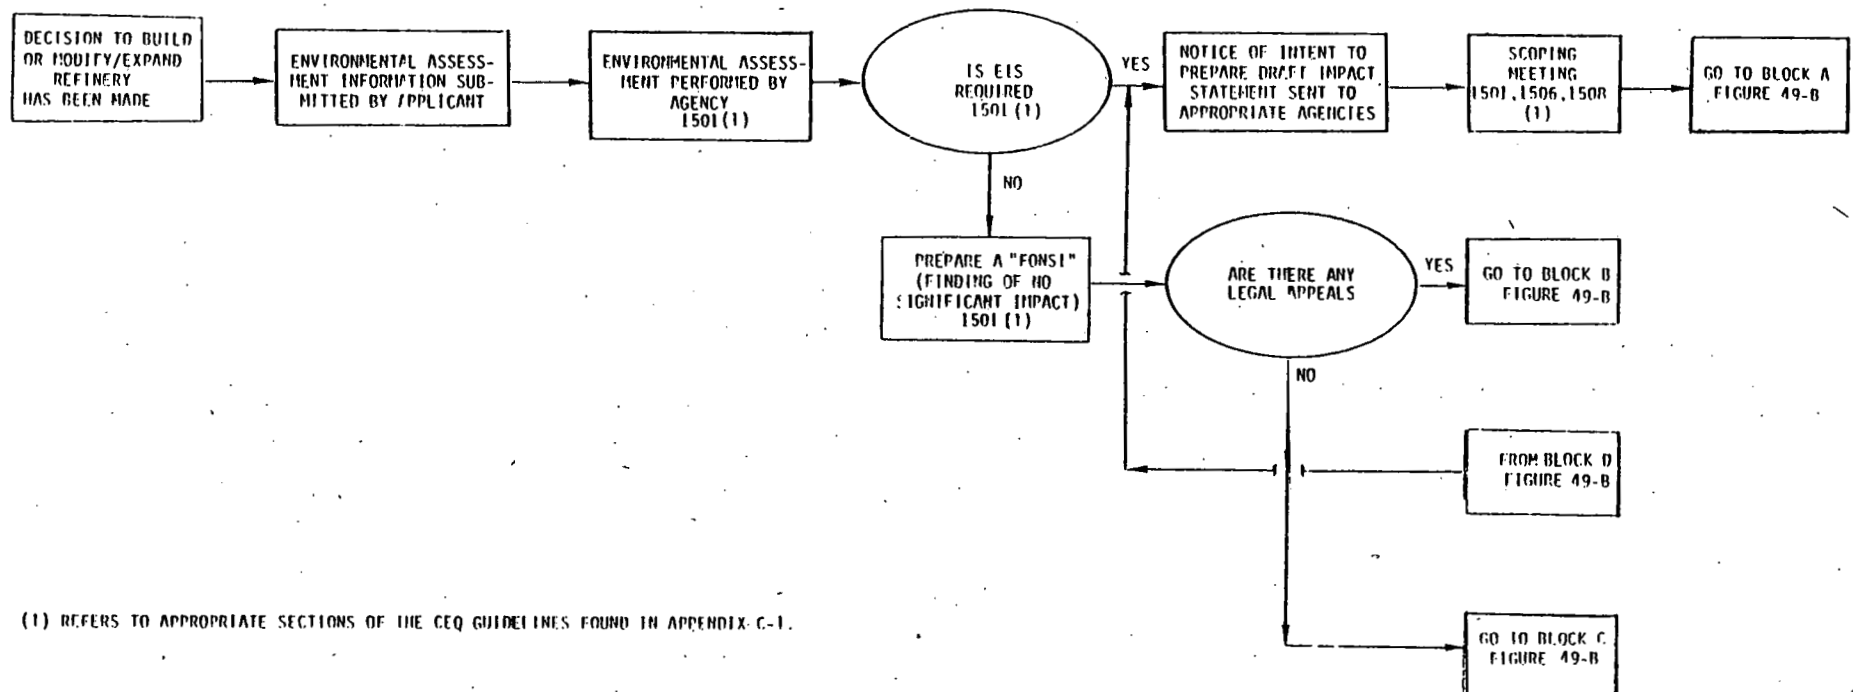 DECISION TO BUILD
OR MODIFY/EXPAND
REFINERY
HAS BEEN MADE
ENVIRONMENTAL ASSESS-
MENT INFORMATION SUB-
MITTED BY APPLICANT
ENVIRONMENTAL ASSESS-
MENT PERFORMED BY
AGENCY
1501 (1)
IS EIS
REQUIRED
1501 (1)
YES
NOTICE OF INTENT TO
PREPARE DRAFT IMPACT
STATEMENT SENT TO
APPROPRIATE AGENCIES
SCOPING
MEETING
1501,1506,1508
(1)
GO TO BLOCK A
FIGURE 49-B
NO
PREPARE A "FONSI"
(FINDING OF NO
SIGNIFICANT IMPACT)
1501 (1)
ARE THERE ANY
LEGAL APPEALS
YES
GO TO BLOCK B
FIGURE 49-B
NO
FROM BLOCK D
FIGURE 49-B
GO TO BLOCK C
FIGURE 49-B
(1) REFERS TO APPROPRIATE SECTIONS OF THE CEQ GUIDELINES FOUND IN APPENDIX C-1.